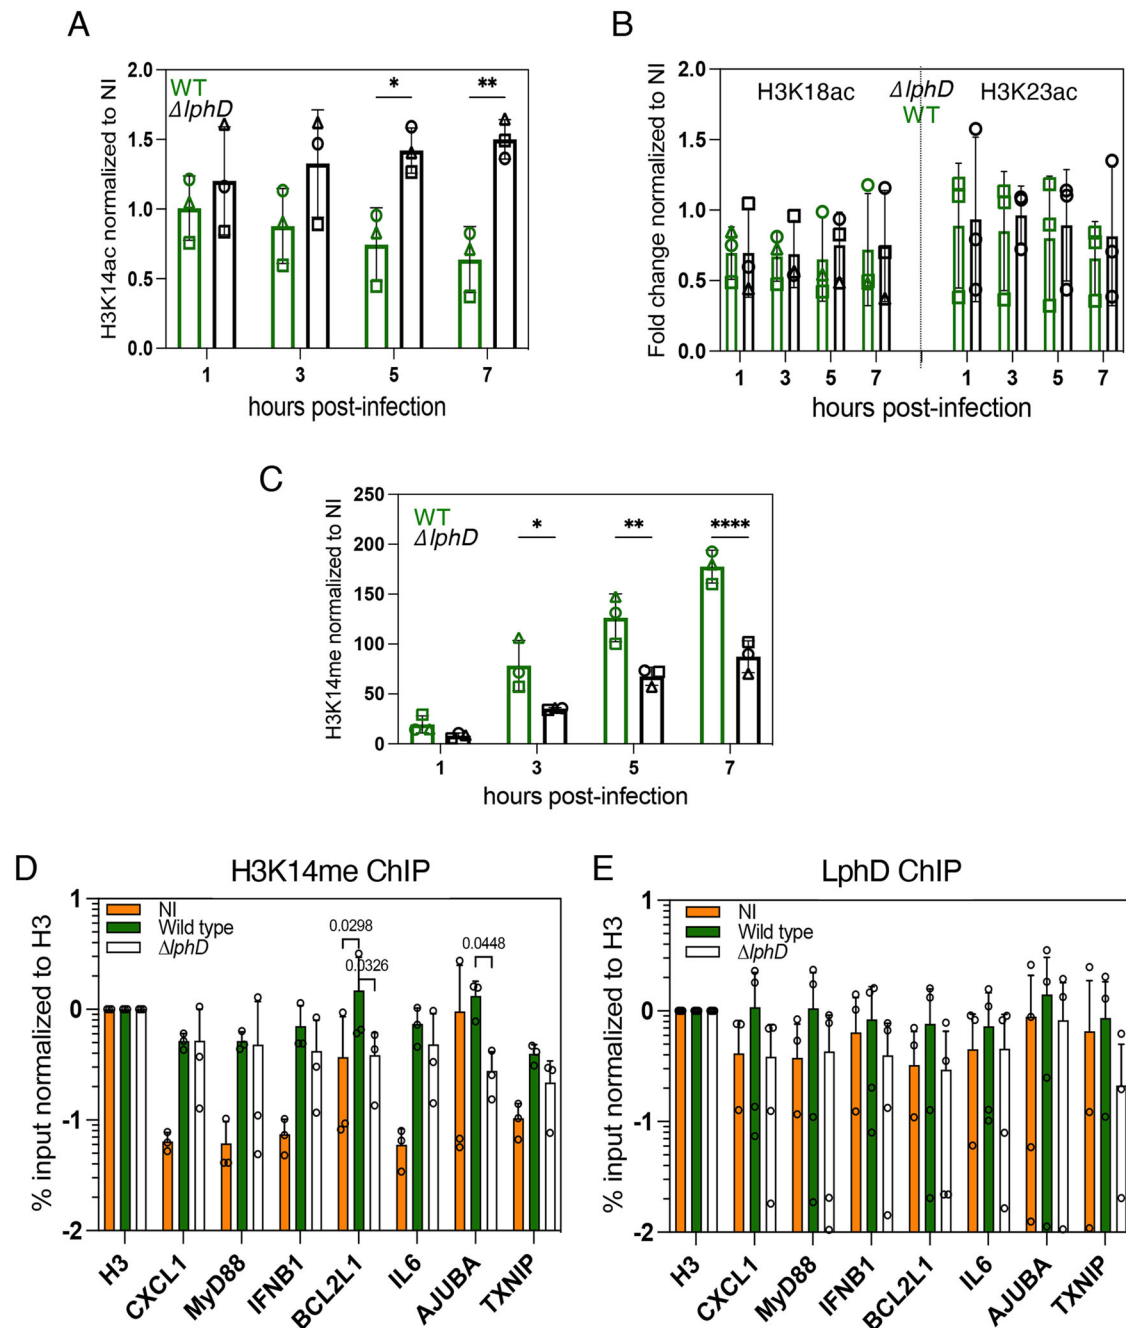 A
H3K14ac normalized to NI
2.0
1.5
1.0
0.5
0.0
WT
ΔlphD
*
**
1 3 5 7
hours post-infection
B
Fold change normalized to NI
2.0
1.5
1.0
0.5
0.0
H3K18ac
ΔlphD
WT
H3K23ac
1 3 5 7 1 3 5 7
hours post-infection
C
H3K14me normalized to NI
250
200
150
100
50
0
WT
ΔlphD
*
**
****
1 3 5 7
hours post-infection
D
H3K14me ChIP
% input normalized to H3
1
0
-1
-2
NI
Wild type
ΔlphD
0.0298
0.0326
0.0448
H3 CXCL1 MyD88 IFNB1 BCL2L1 IL6 AJUBA TXNIP
E
LphD ChIP
% input normalized to H3
1
0
-1
-2
NI
Wild type
ΔlphD
H3 CXCL1 MyD88 IFNB1 BCL2L1 IL6 AJUBA TXNIP